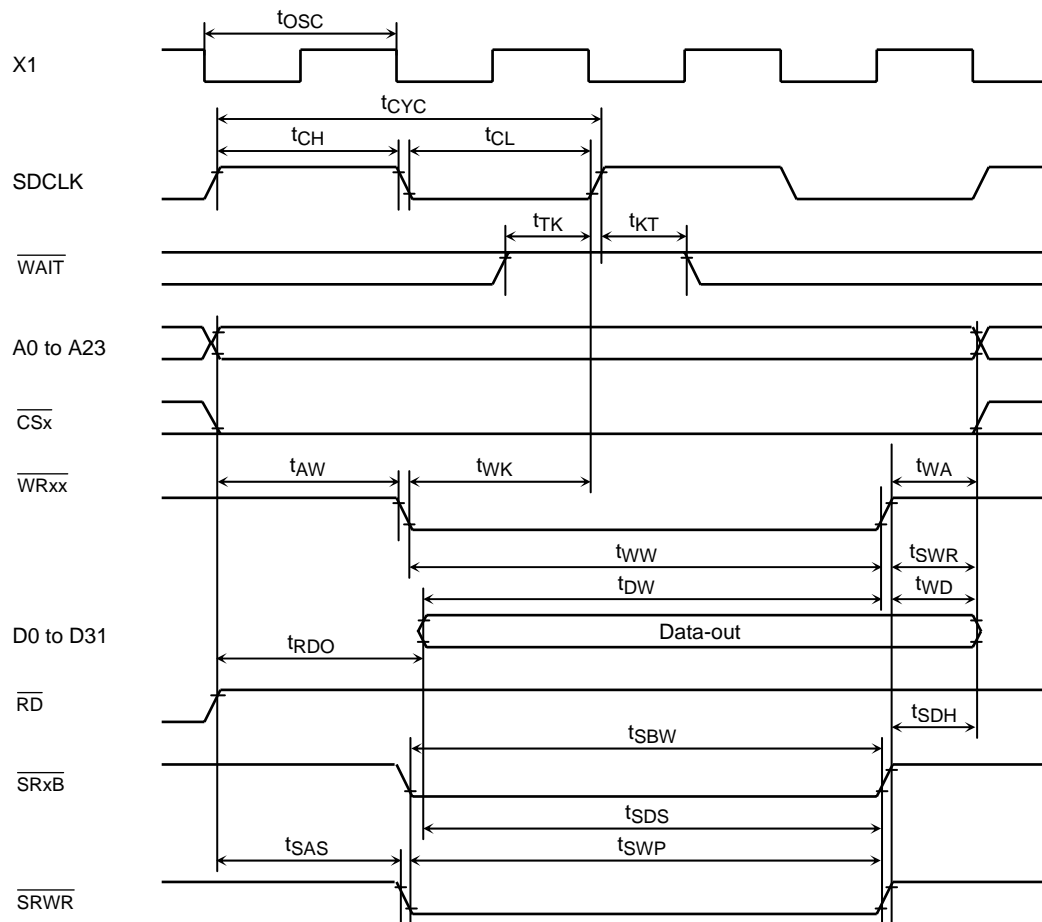 tOSC
X1
tCYC
tCH tCL
SDCLK
tTK tKT
WAIT
A0 to A23
CSx
tAW tWK tWA
WRxx
tWW tSWR
tDW tWD
D0 to D31 Data-out
tRDO
RD
tSDH
tSBW
SRxB
tSDS
tSAS tSWP
SRWR